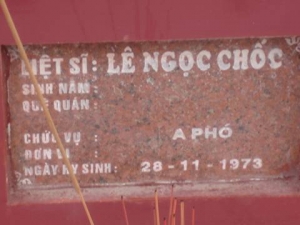 LIỆT SĨ: LÊ NGỌC CHỐC
SINH NĂM:
QUÊ QUÁN:
CHỨC VỤ : A PHÓ
ĐƠN VỊ :
NGÀY HY SINH: 28-11-1973